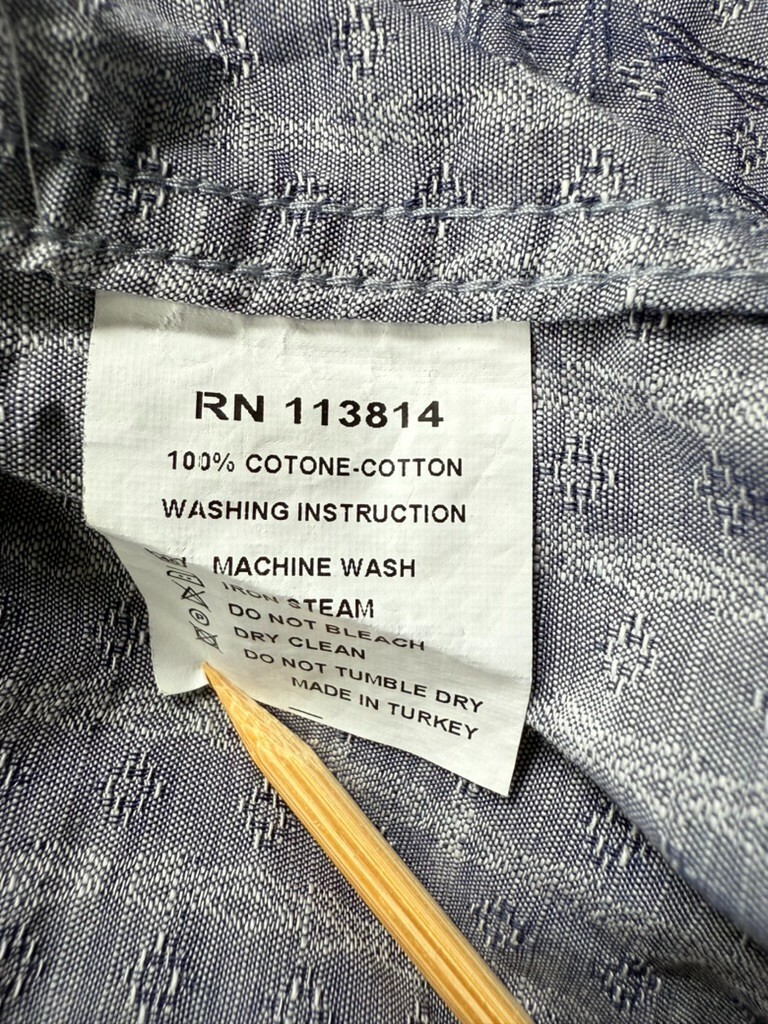 RN 113814
100% COTONE-COTTON
WASHING INSTRUCTION
MACHINE WASH
IRON STEAM
DO NOT BLEACH
DRY CLEAN
DO NOT TUMBLE DRY
MADE IN TURKEY